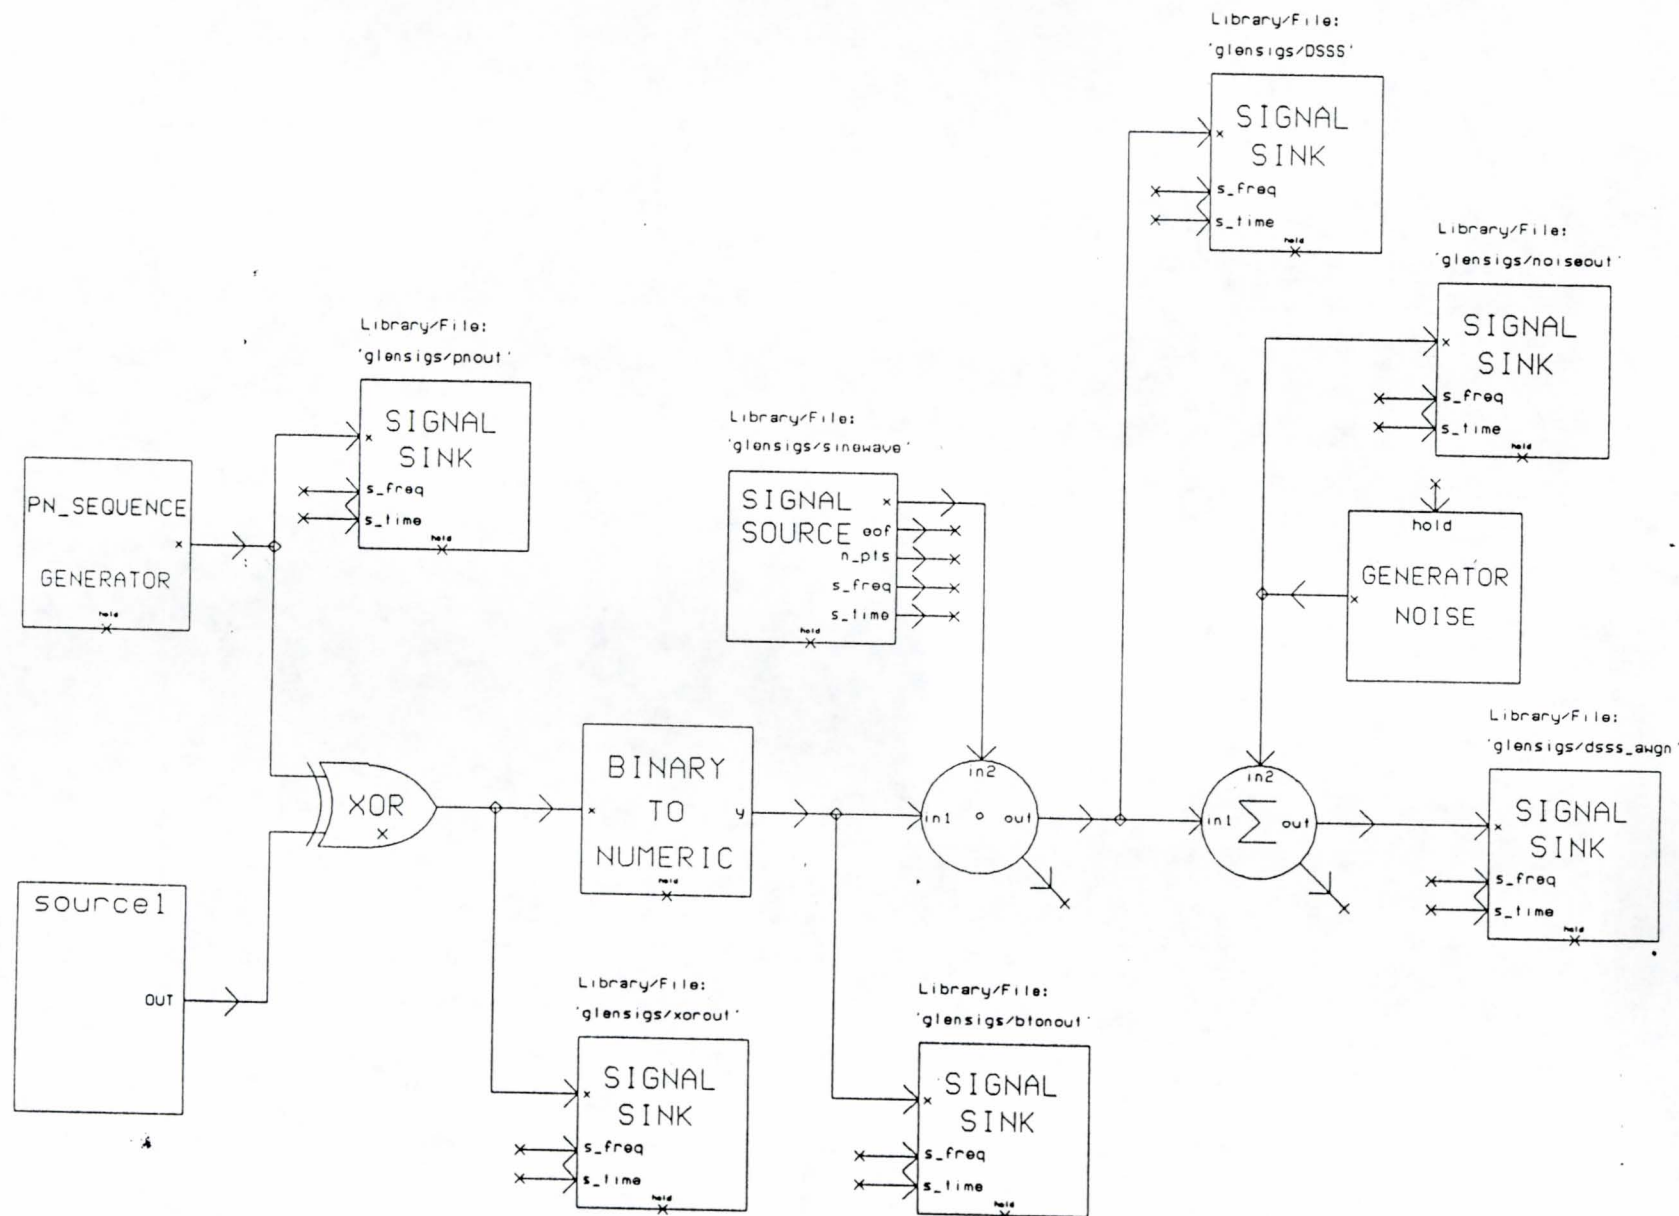 Library/File:
'glensigs/DSSS'
SIGNAL
SINK
x
s_freq
s_time
hold
Library/File:
'glensigs/noiseout'
SIGNAL
SINK
x
s_freq
s_time
hold
Library/File:
'glensigs/pnout'
SIGNAL
SINK
x
s_freq
s_time
hold
Library/File:
'glensigs/sinewave'
SIGNAL
SOURCE
x
eof
n_pts
s_freq
s_time
hold
PN_SEQUENCE
x
GENERATOR
hold
hold
GENERATOR
NOISE
x
XOR
BINARY
TO
NUMERIC
x
y
hold
in2
in1
out
in2
in1
Σ
out
Library/File:
'glensigs/dsss_awgn'
SIGNAL
SINK
x
s_freq
s_time
hold
source1
OUT
Library/File:
'glensigs/xorout'
SIGNAL
SINK
x
s_freq
s_time
hold
Library/File:
'glensigs/btonout'
SIGNAL
SINK
x
s_freq
s_time
hold